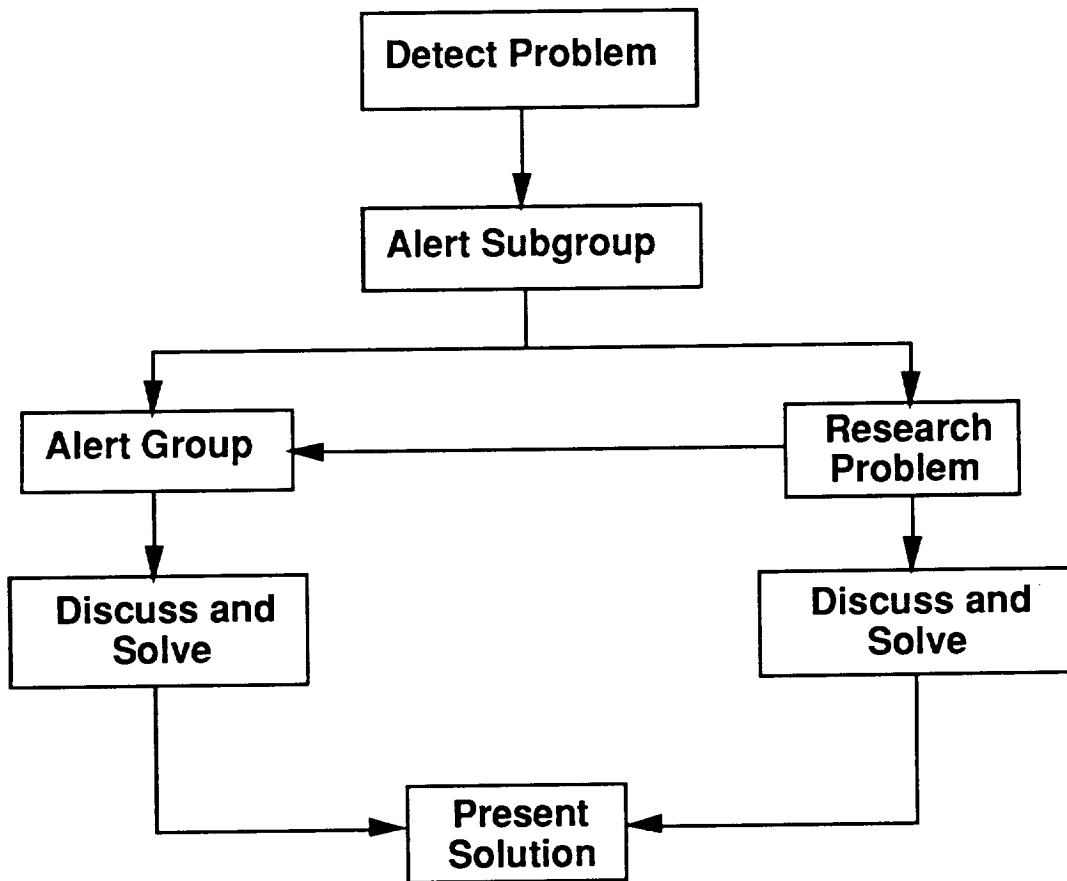 Detect Problem
Alert Subgroup
Alert Group
Research
Problem
Discuss and
Solve
Discuss and
Solve
Present
Solution